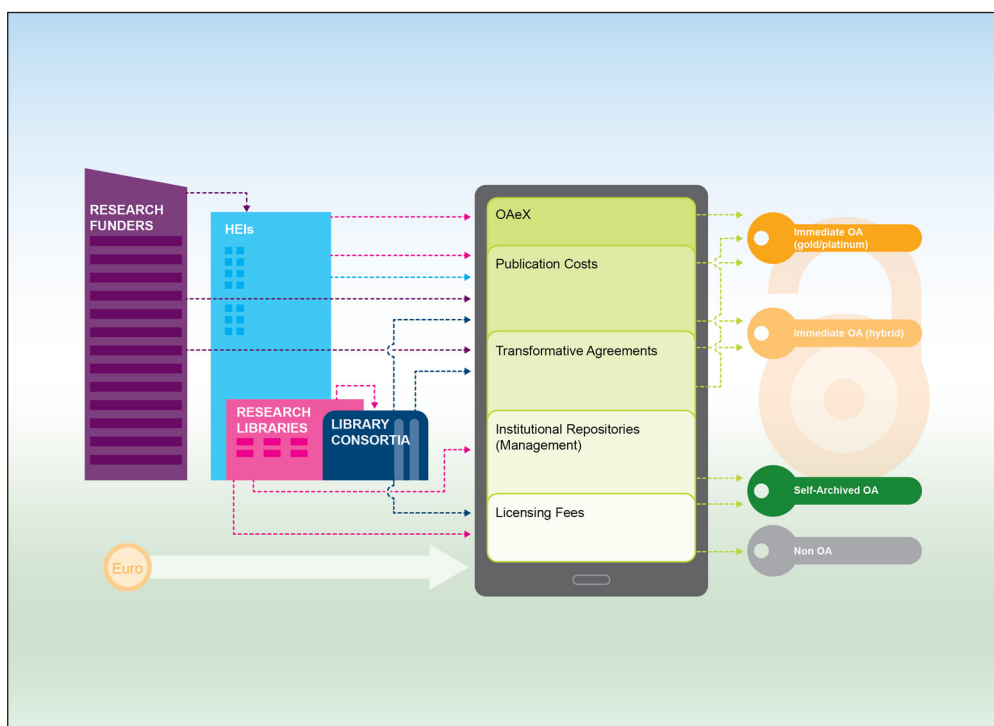 RESEARCH
FUNDERS
HEIs
RESEARCH
LIBRARIES
LIBRARY
CONSORTIA
Euro
OAeX
Publication Costs
Transformative Agreements
Institutional Repositories
(Management)
Licensing Fees
Immediate OA
(gold/platinum)
Immediate OA (hybrid)
Self-Archived OA
Non OA